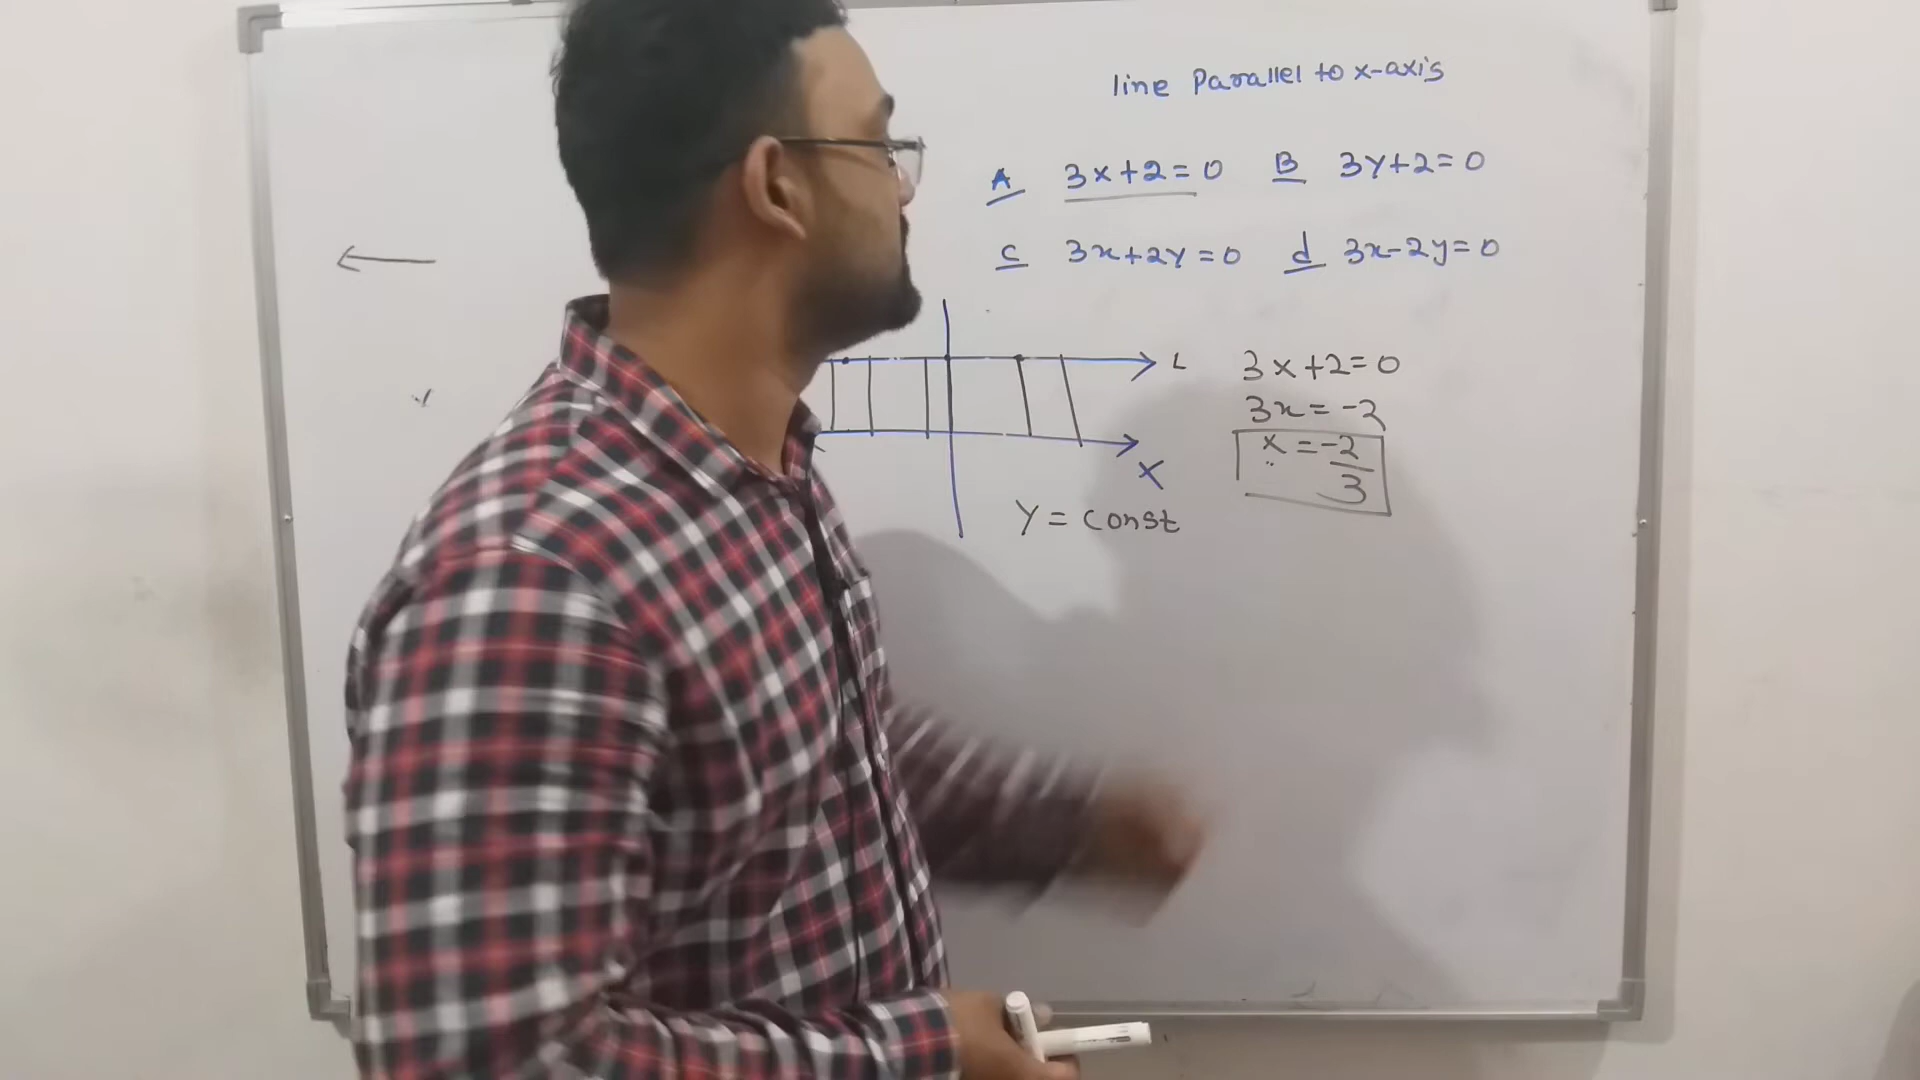 line Parallel to x-axis
A 3x+2=0 B 3y+2=0
C 3x+2y=0 d 3x-2y=0
L
X
Y = const
3x+2=0
3x=-2
x=-2
3